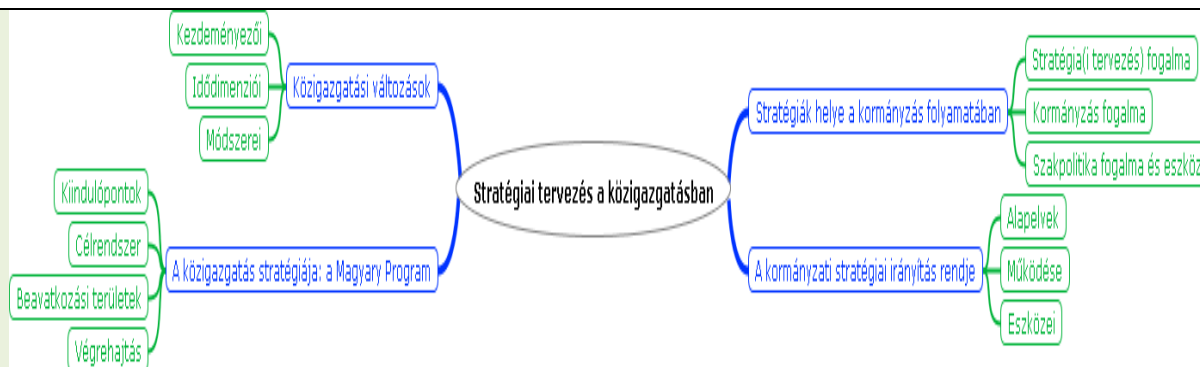 Kezdeményezői
Idődimenziói
Módszerei
Közigazgatási változások
Kiindulópontok
Célrendszer
Beavatkozási területek
Végrehajtás
A közigazgatás stratégiája: a Magyary Program
Stratégiai tervezés a közigazgatásban
Stratégiák helye a kormányzás folyamatában
Stratégia(i tervezés) fogalma
Kormányzás fogalma
Szakpolitika fogalma és eszköz
A kormányzati stratégiai irányítás rendje
Alapelvek
Működése
Eszközei